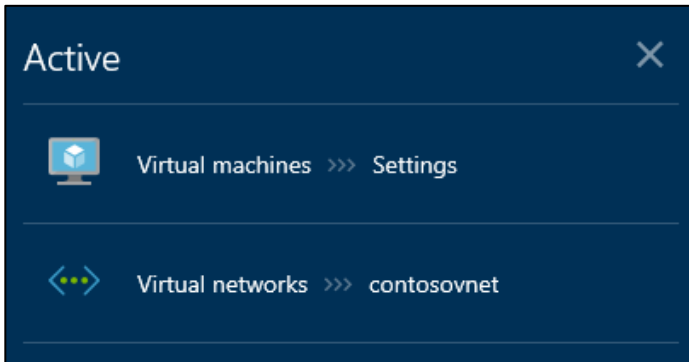 Active
Virtual machines >>> Settings
Virtual networks >>> contosovnet